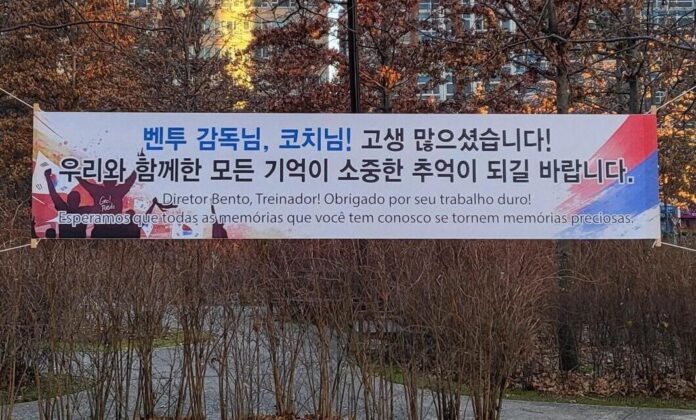 벤투 감독님, 코치님! 고생 많으셨습니다!
우리와 함께한 모든 기억이 소중한 추억이 되길 바랍니다.
Diretor Bento, Treinador! Obrigado por seu trabalho duro!
Esperamos que todas as memórias que você tem conosco se tornem memórias preciosas.